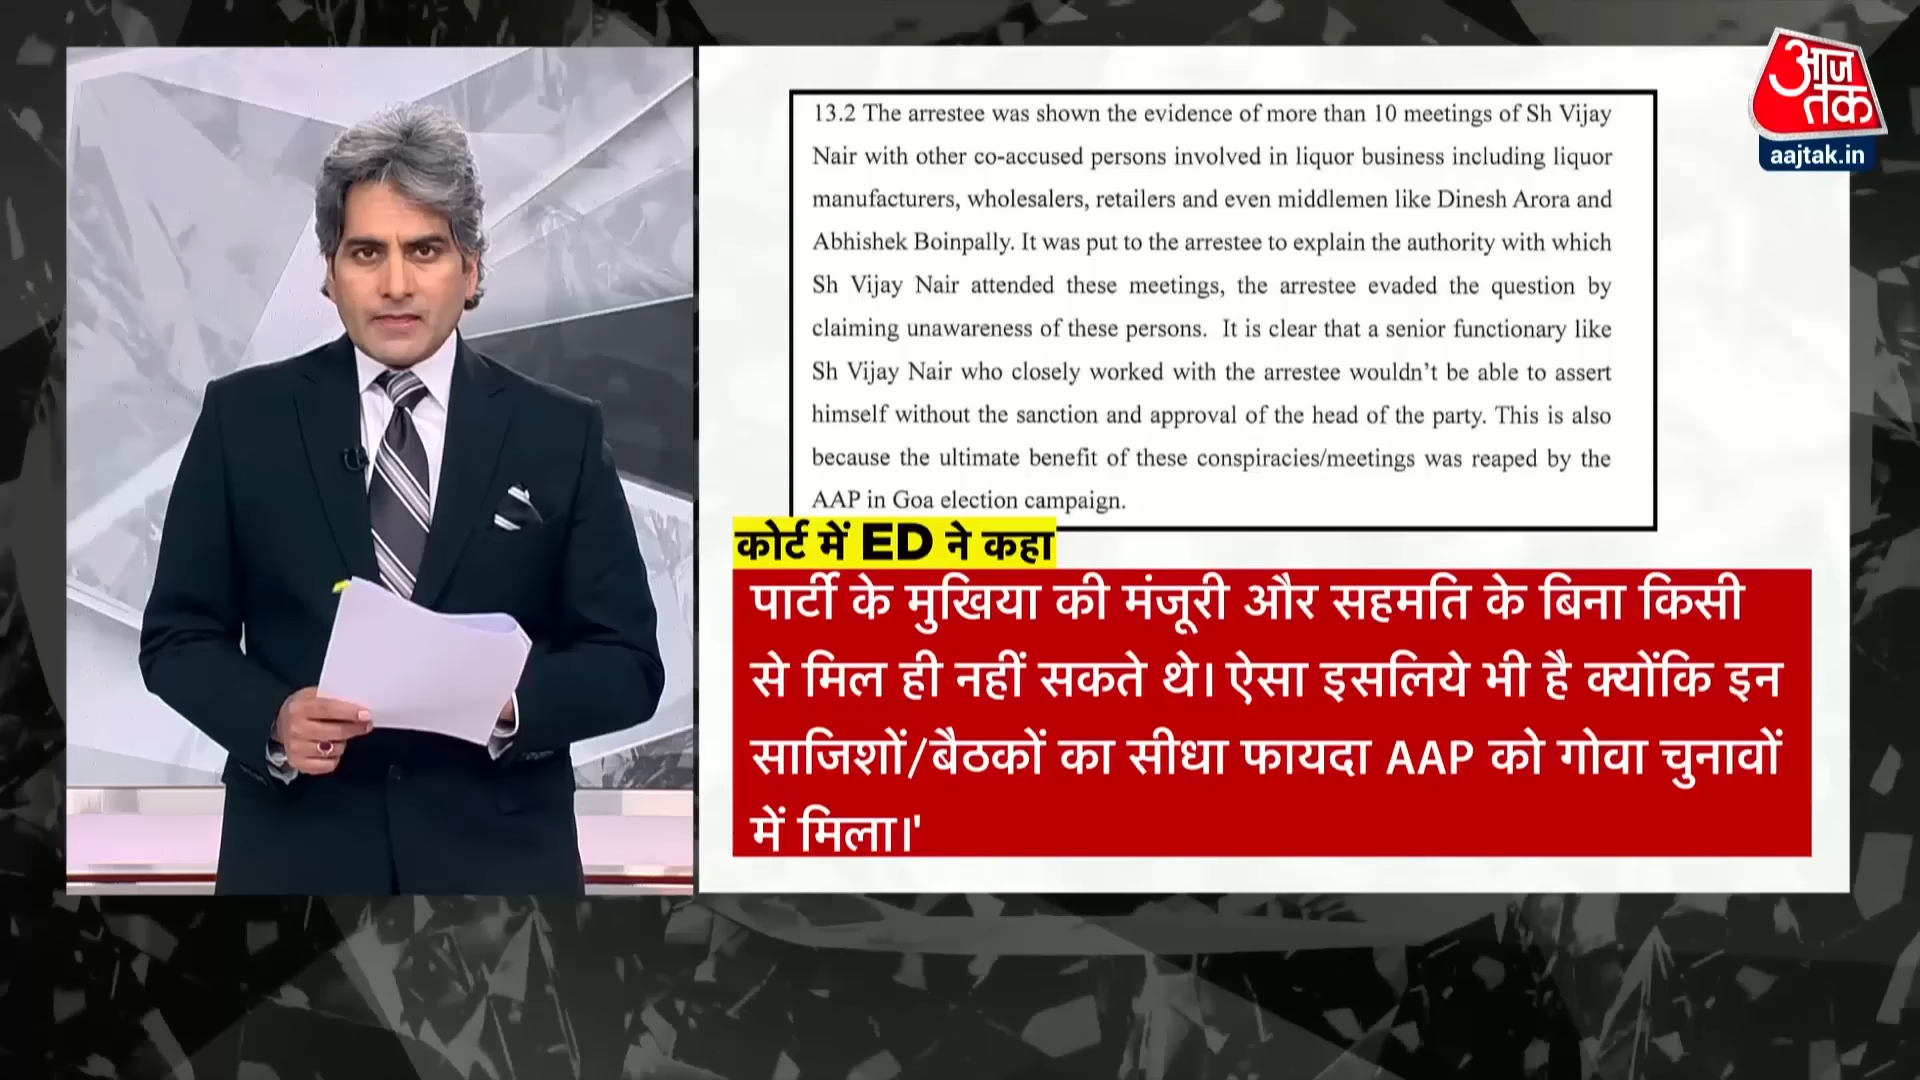 आज
तक
aajtak.in
13.2 The arrestee was shown the evidence of more than 10 meetings of Sh Vijay
Nair with other co-accused persons involved in liquor business including liquor
manufacturers, wholesalers, retailers and even middlemen like Dinesh Arora and
Abhishek Boinpally. It was put to the arrestee to explain the authority with which
Sh Vijay Nair attended these meetings, the arrestee evaded the question by
claiming unawareness of these persons. It is clear that a senior functionary like
Sh Vijay Nair who closely worked with the arrestee wouldn’t be able to assert
himself without the sanction and approval of the head of the party. This is also
because the ultimate benefit of these conspiracies/meetings was reaped by the
AAP in Goa election campaign.
कोर्ट में ED ने कहा
पार्टी के मुखिया की मंजूरी और सहमति के बिना किसी
से मिल ही नहीं सकते थे। ऐसा इसलिये भी है क्योंकि इन
साजिशों/बैठकों का सीधा फायदा AAP को गोवा चुनावों
में मिला।'